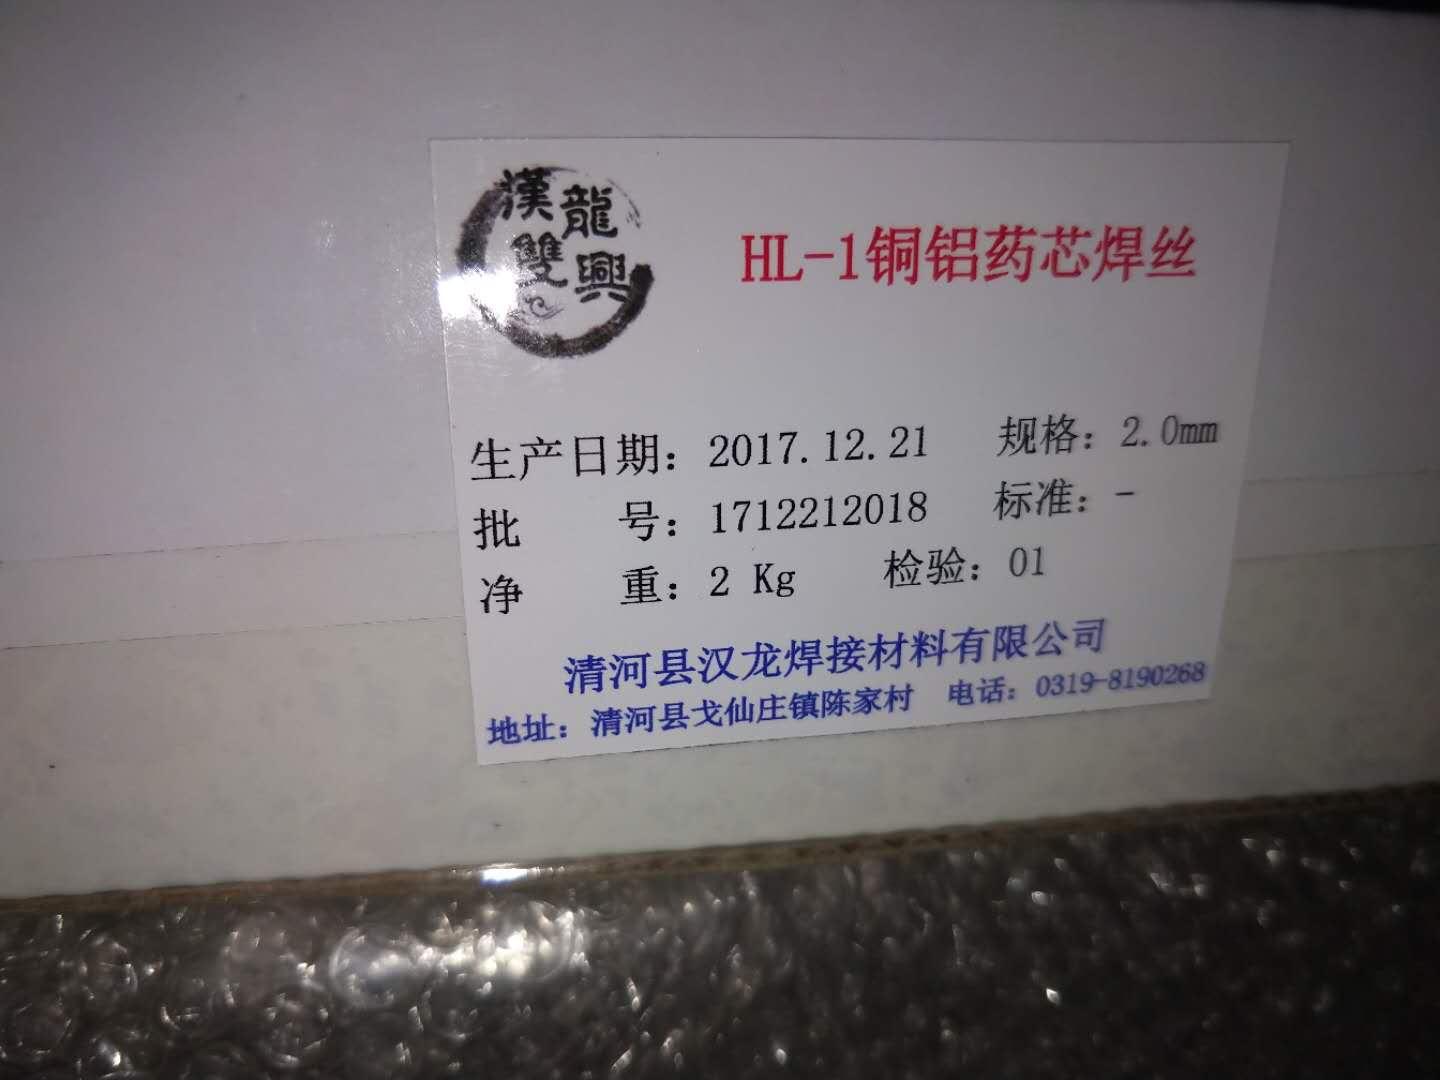 漢龍
雙興
HL-1铜铝药芯焊丝
生产日期：2017.12.21 规格：2.0mm
批 号：1712212018 标准：-
净 重：2 Kg 检验：01
清河县汉龙焊接材料有限公司
地址：清河县戈仙庄镇陈家村 电话：0319-8190268